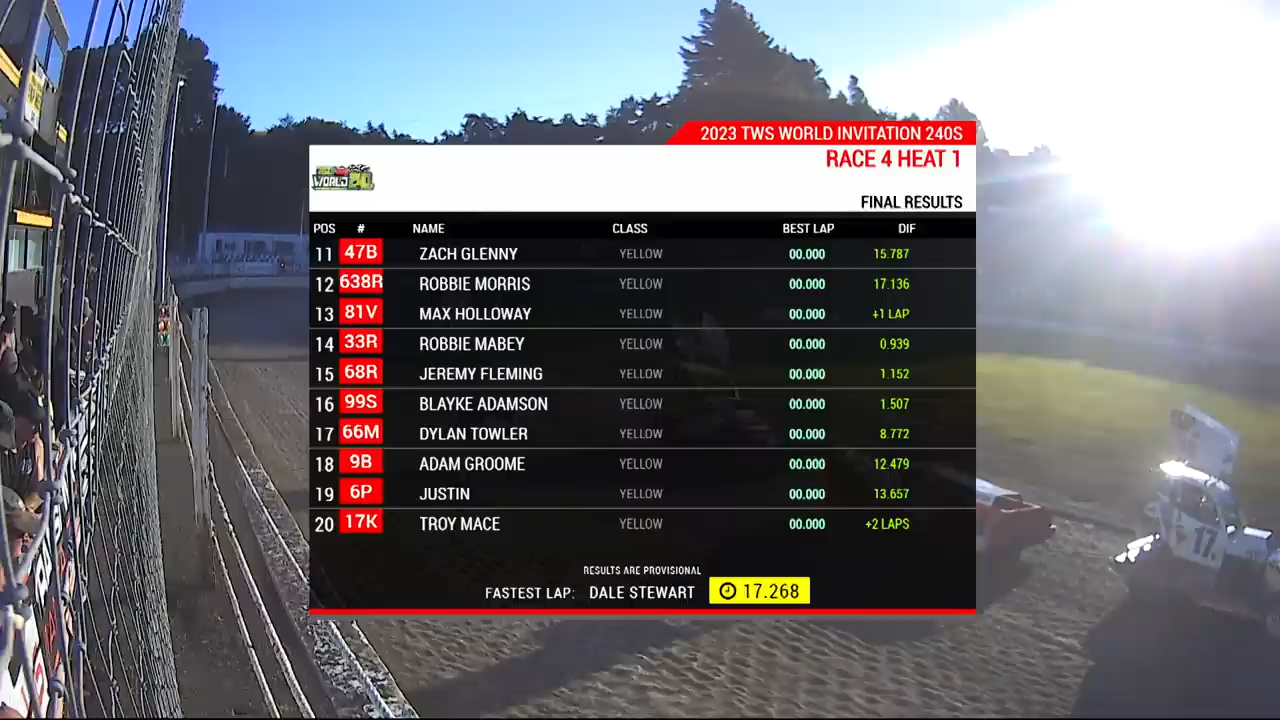 2023 TWS WORLD INVITATION 240S
RACE 4 HEAT 1
WORLD 240
FINAL RESULTS
POS # NAME CLASS BEST LAP DIF
11 47B ZACH GLENNY YELLOW 00.000 15.787
12 638R ROBBIE MORRIS YELLOW 00.000 17.136
13 81V MAX HOLLOWAY YELLOW 00.000 +1 LAP
14 33R ROBBIE MABEY YELLOW 00.000 0.939
15 68R JEREMY FLEMING YELLOW 00.000 1.152
16 99S BLAYKE ADAMSON YELLOW 00.000 1.507
17 66M DYLAN TOWLER YELLOW 00.000 8.772
18 9B ADAM GROOME YELLOW 00.000 12.479
19 6P JUSTIN YELLOW 00.000 13.657
20 17K TROY MACE YELLOW 00.000 +2 LAPS
RESULTS ARE PROVISIONAL
FASTEST LAP: DALE STEWART 17.268
17